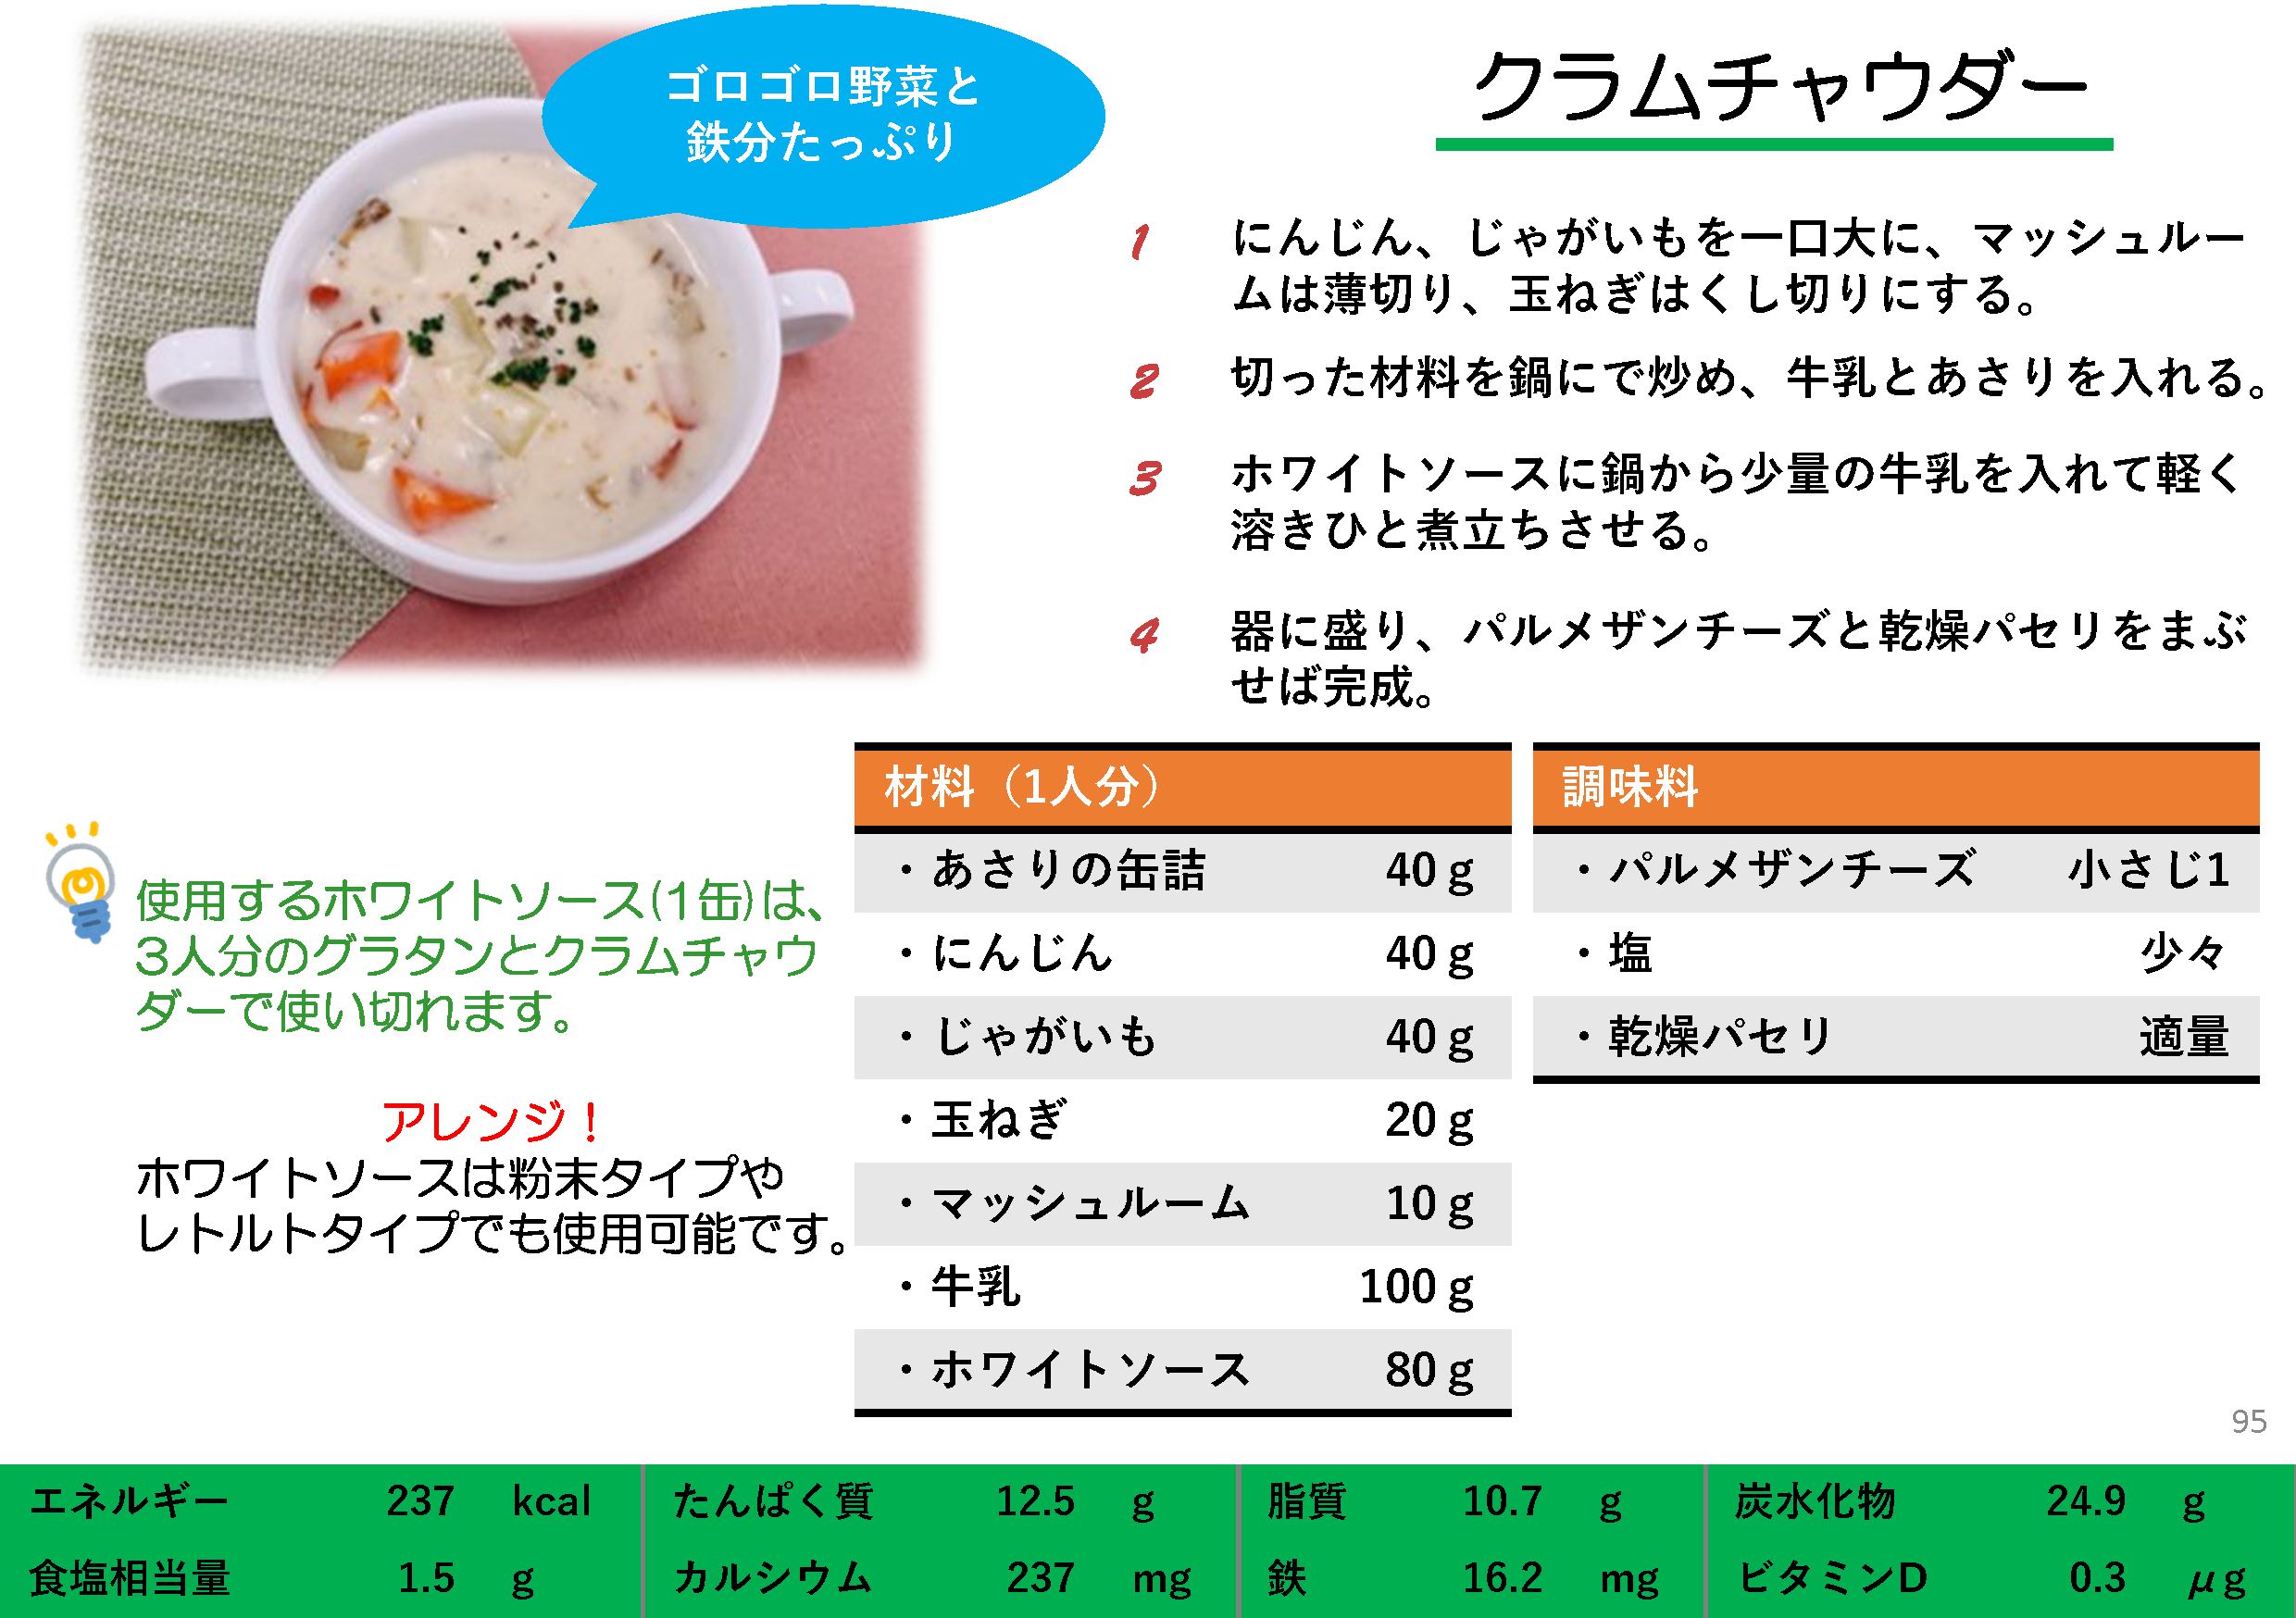 ゴロゴロ野菜と
鉄分たっぷり
クラムチャウダー
1 にんじん、じゃがいもを一口大に、マッシュルー
ムは薄切り、玉ねぎはくし切りにする。
2 切った材料を鍋にで炒め、牛乳とあさりを入れる。
3 ホワイトソースに鍋から少量の牛乳を入れて軽く
溶きひと煮立ちさせる。
4 器に盛り、パルメザンチーズと乾燥パセリをまぶ
せば完成。
使用するホワイトソース(1缶)は、
3人分のグラタンとクラムチャウ
ダーで使い切れます。
アレンジ！
ホワイトソースは粉末タイプや
レトルトタイプでも使用可能です。
材料（1人分）
・あさりの缶詰 40 g
・にんじん 40 g
・じゃがいも 40 g
・玉ねぎ 20 g
・マッシュルーム 10 g
・牛乳 100 g
・ホワイトソース 80 g
調味料
・パルメザンチーズ 小さじ1
・塩 少々
・乾燥パセリ 適量
95
エネルギー 237 kcal たんぱく質 12.5 g 脂質 10.7 g 炭水化物 24.9 g
食塩相当量 1.5 g カルシウム 237 mg 鉄 16.2 mg ビタミンD 0.3 μg